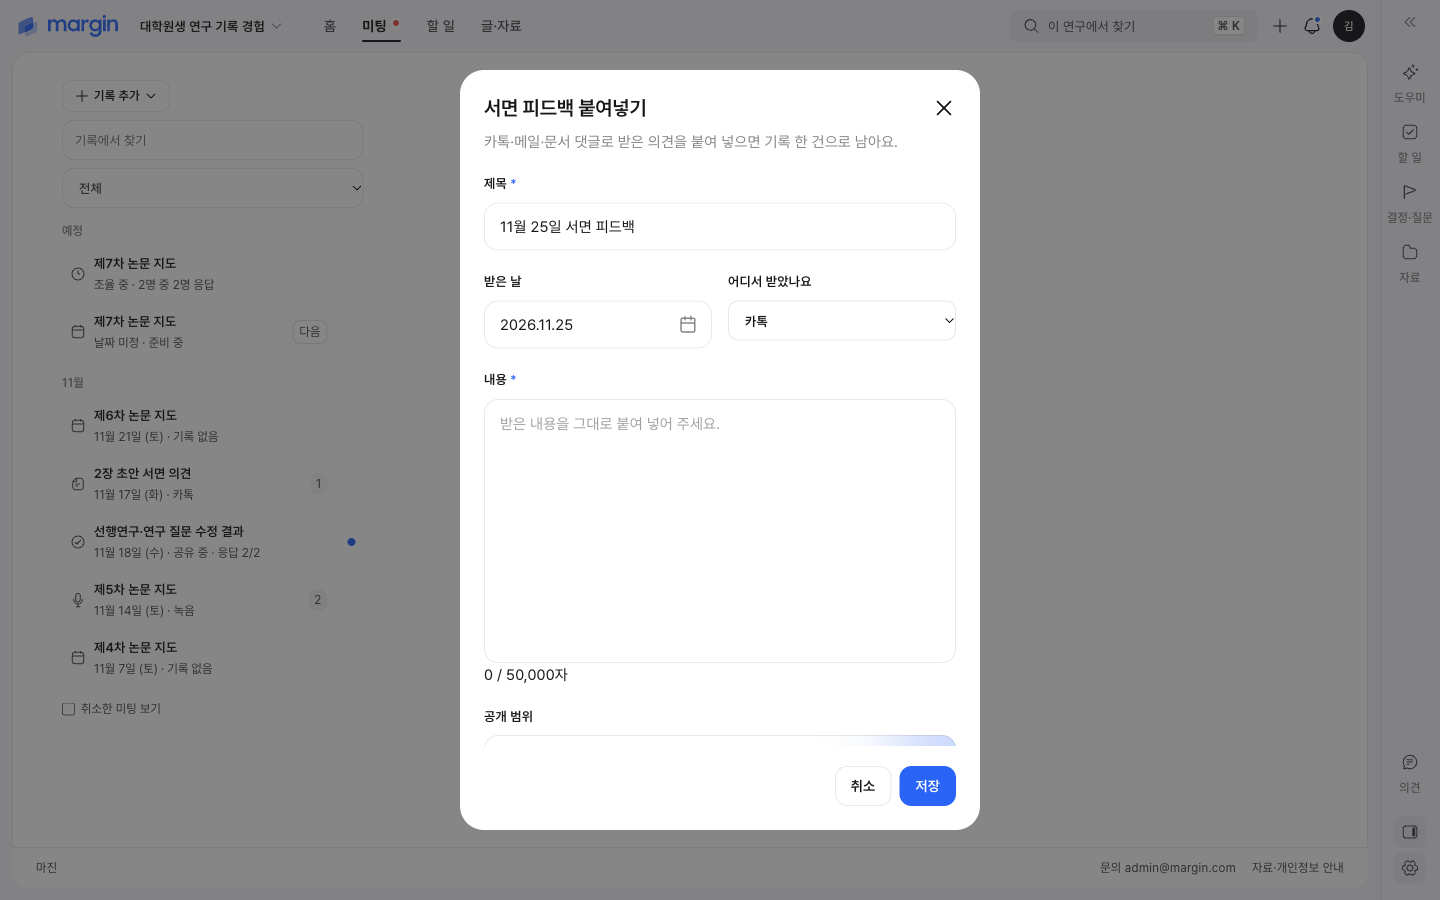 margin
대학원생 연구 기록 경험
홈
미팅
할 일
글·자료
이 연구에서 찾기
⌘ K
김
기록 추가
기록에서 찾기
전체
예정
제7차 논문 지도
조율 중 · 2명 중 2명 응답
제7차 논문 지도
날짜 미정 · 준비 중
다음
11월
제6차 논문 지도
11월 21일 (토) · 기록 없음
2장 초안 서면 의견
11월 17일 (화) · 카톡
1
선행연구·연구 질문 수정 결과
11월 18일 (수) · 공유 중 · 응답 2/2
제5차 논문 지도
11월 14일 (토) · 녹음
2
제4차 논문 지도
11월 7일 (토) · 기록 없음
취소한 미팅 보기
서면 피드백 붙여넣기
카톡·메일·문서 댓글로 받은 의견을 붙여 넣으면 기록 한 건으로 남아요.
제목 *
11월 25일 서면 피드백
받은 날
2026.11.25
어디서 받았나요
카톡
내용 *
받은 내용을 그대로 붙여 넣어 주세요.
0 / 50,000자
공개 범위
취소
저장
도우미
할 일
결정·질문
자료
의견
마진
문의 admin@margin.com
자료·개인정보 안내